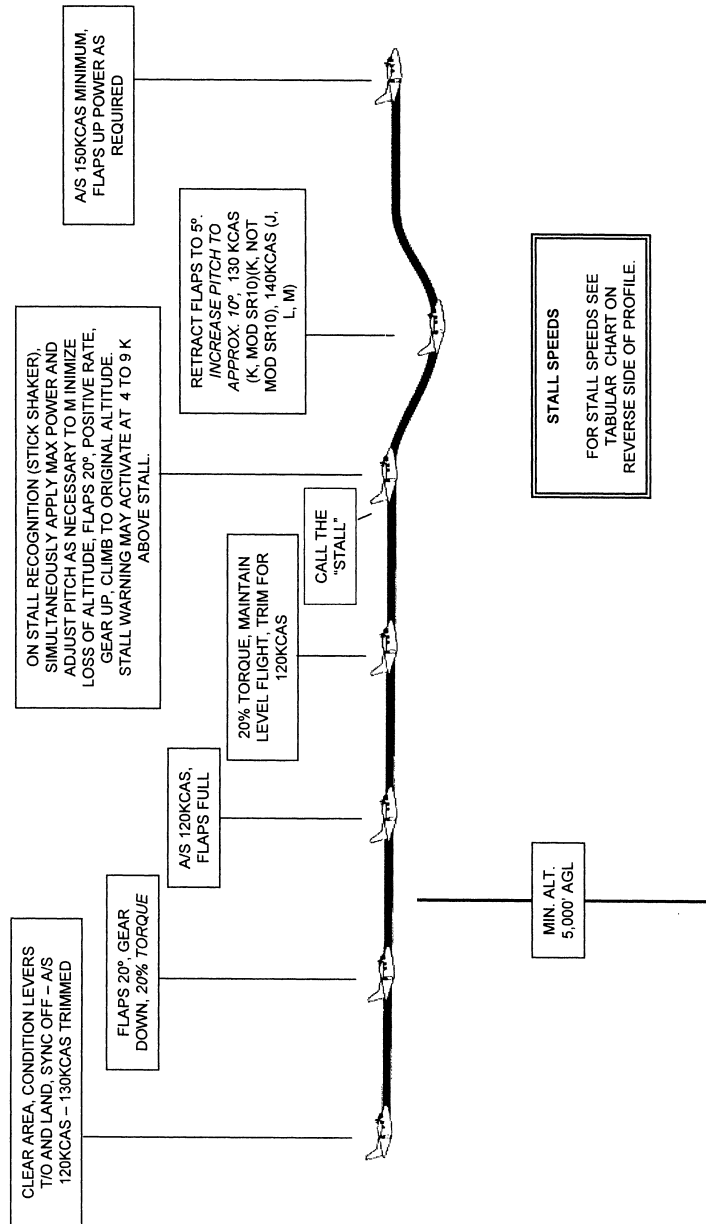 CLEAR AREA, CONDITION LEVERS
T/O AND LAND, SYNC OFF – A/S
120KCAS – 130KCAS TRIMMED
FLAPS 20º, GEAR
DOWN, 20% TORQUE
A/S 120KCAS,
FLAPS FULL
20% TORQUE, MAINTAIN
LEVEL FLIGHT, TRIM FOR
120KCAS
CALL THE
"STALL"
ON STALL RECOGNITION (STICK SHAKER),
SIMULTANEOUSLY APPLY MAX POWER AND
ADJUST PITCH AS NECESSARY TO M INIMIZE
LOSS OF ALTITUDE, FLAPS 20º, POSITIVE RATE,
GEAR UP, CLIMB TO ORIGINAL ALTITUDE.
STALL WARNING MAY ACTIVATE AT 4 TO 9 K
ABOVE STALL.
RETRACT FLAPS TO 5º.
INCREASE PITCH TO
APPROX. 10º, 130 KCAS
(K, MOD SR10)(K, NOT
MOD SR10), 140KCAS (J,
L, M)
A/S 150KCAS MINIMUM,
FLAPS UP POWER AS
REQUIRED
MIN. ALT.
5,000' AGL
STALL SPEEDS
FOR STALL SPEEDS SEE
TABULAR CHART ON
REVERSE SIDE OF PROFILE.